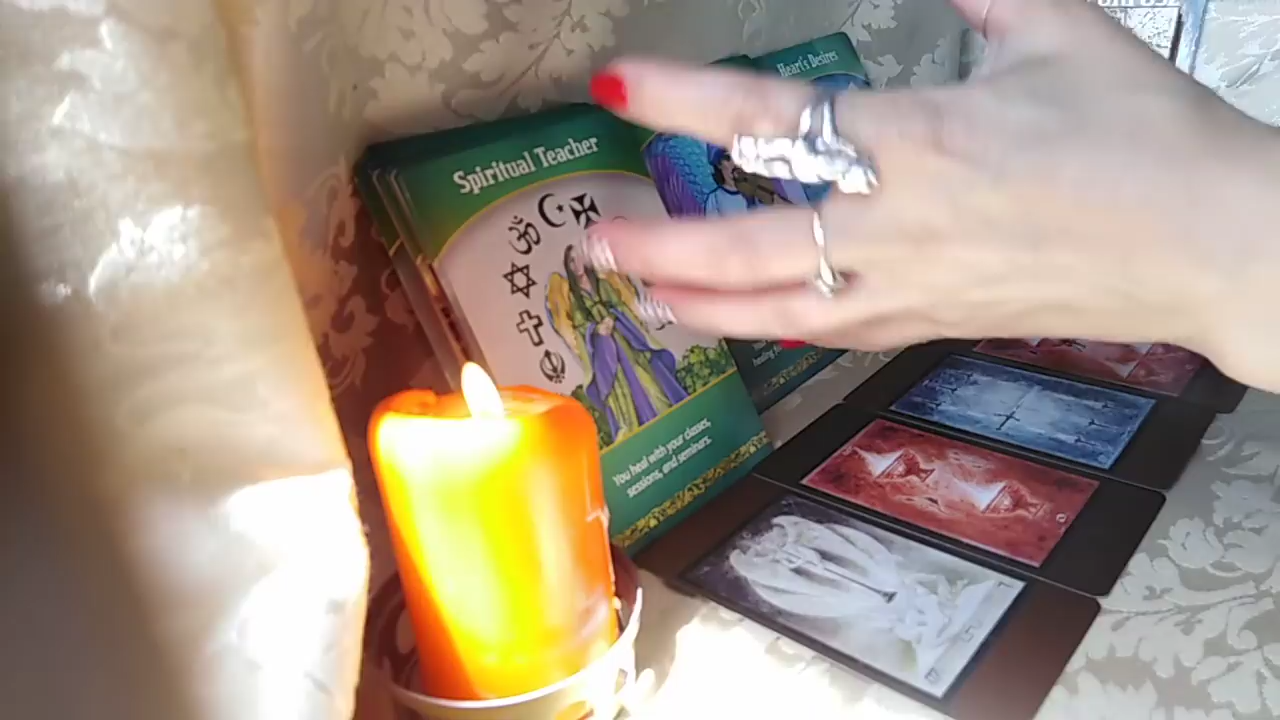 Heart's Desires
Spiritual Teacher
You heal with your classes,
sessions, and seminars.